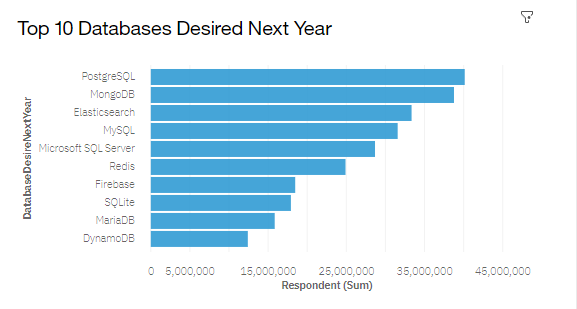 Top 10 Databases Desired Next Year
DatabaseDesireNextYear
PostgreSQL
MongoDB
Elasticsearch
MySQL
Microsoft SQL Server
Redis
Firebase
SQLite
MariaDB
DynamoDB
0 5,000,000 15,000,000 25,000,000 35,000,000 45,000,000
Respondent (Sum)